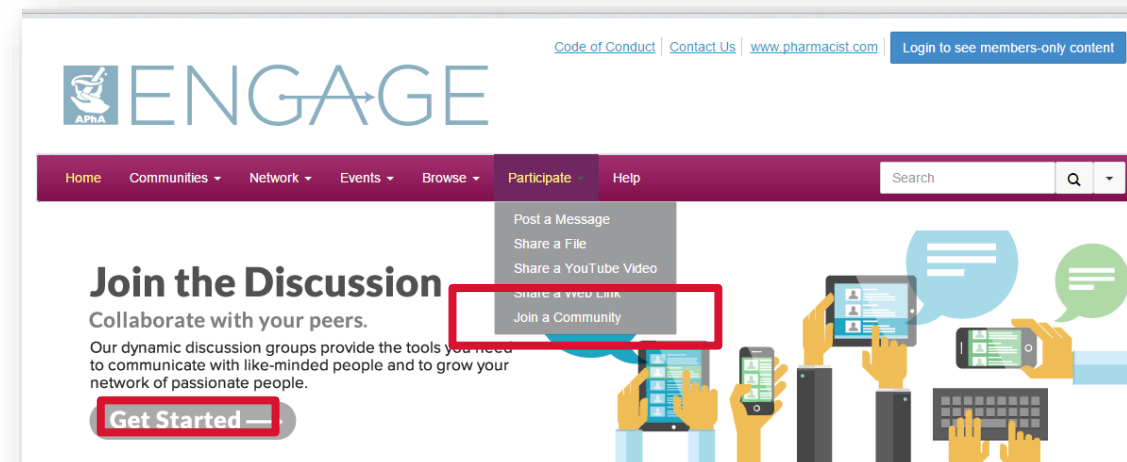 Code of Conduct Contact Us www.pharmacist.com Login to see members-only content
APhA ENGAGE
Home Communities Network Events Browse Participate Help Search
Post a Message
Share a File
Share a YouTube Video
Share a Web Link
Join a Community
Join the Discussion
Collaborate with your peers.
Our dynamic discussion groups provide the tools you need
to communicate with like-minded people and to grow your
network of passionate people.
Get Started